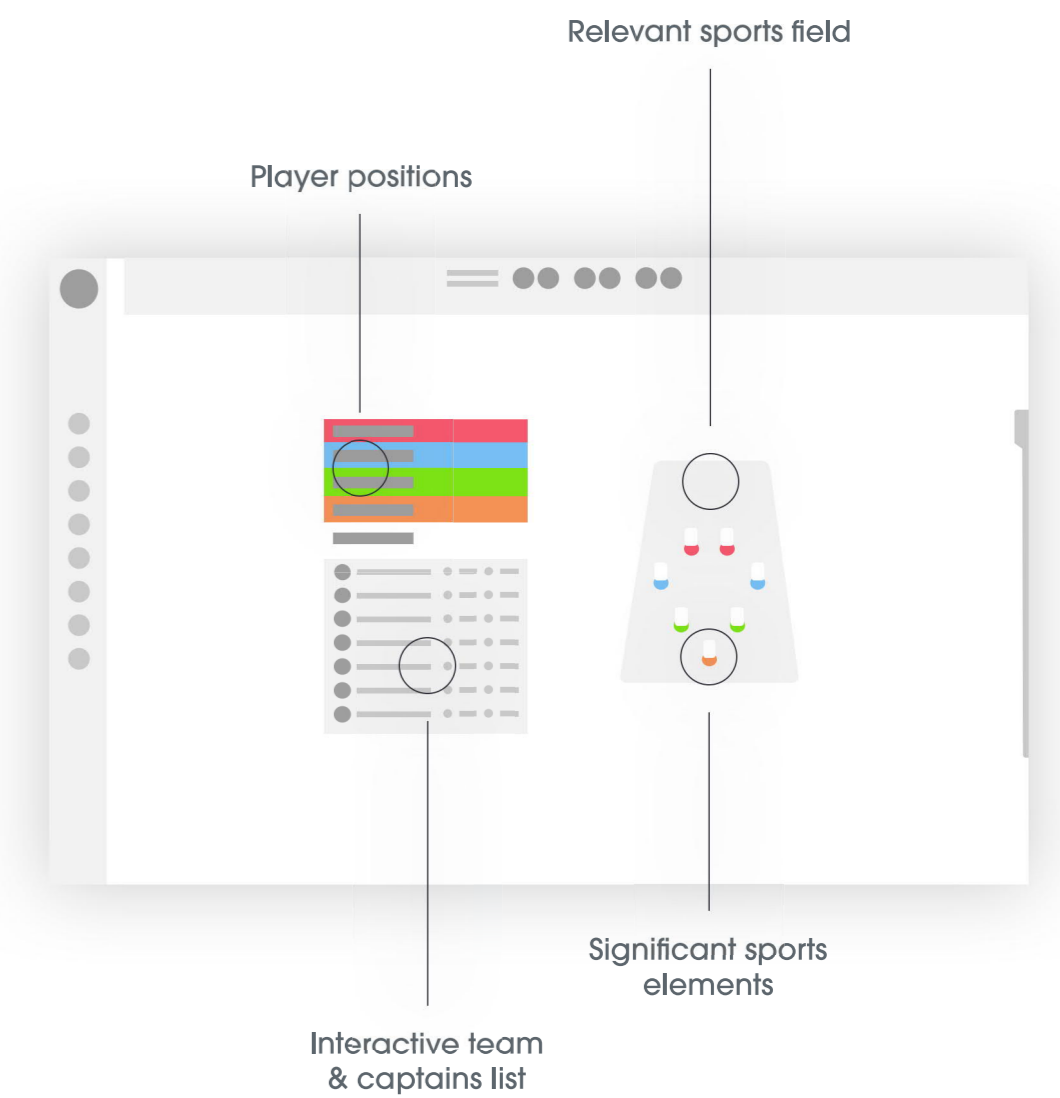 Relevant sports field
Player positions
Significant sports
elements
Interactive team
& captains list